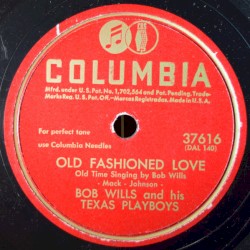 COLUMBIA
Mfrd. under U.S. Pat. No. 1,702,564 and Pat. Pending. Trade-
Marks Reg. U.S. Pat. Off.-Marcas Registradas. Made in U.S.A.
For perfect tone
use Columbia Needles
37616
(DAL 140)
OLD FASHIONED LOVE
Old Time Singing by Bob Wills
- Mack - Johnson -
BOB WILLS and his
TEXAS PLAYBOYS